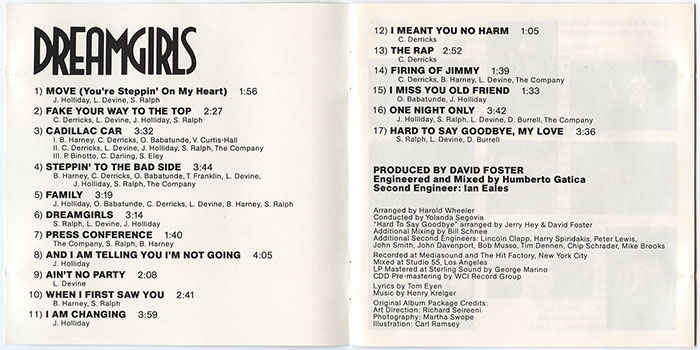 DREAMGIRLS
1) MOVE (You're Steppin' On My Heart) 1:56
J. Holliday, L. Devine, S. Ralph
2) FAKE YOUR WAY TO THE TOP 2:27
C. Derricks, L. Devine, J. Holliday, S. Ralph
3) CADILLAC CAR 3:32
I. B. Harney, C. Derricks, O. Babatunde, V. Curtis-Hall
II. C. Derricks, L. Devine, J. Holliday, S. Ralph, The Company
III. P. Binotto, C. Darling, S. Eley
4) STEPPIN' TO THE BAD SIDE 3:44
B. Harney, C. Derricks, O. Babatunde, T. Franklin, L. Devine,
J. Holliday, S. Ralph, The Company
5) FAMILY 3:19
J. Holliday, O. Babatunde, C. Derricks, L. Devine, B. Harney, S. Ralph
6) DREAMGIRLS 3:14
S. Ralph, L. Devine, J. Holliday
7) PRESS CONFERENCE 1:40
The Company, S. Ralph, B. Harney
8) AND I AM TELLING YOU I'M NOT GOING 4:05
J. Holliday
9) AIN'T NO PARTY 2:08
L. Devine
10) WHEN I FIRST SAW YOU 2:41
B. Harney, S. Ralph
11) I AM CHANGING 3:59
J. Holliday
12) I MEANT YOU NO HARM 1:05
C. Derricks
13) THE RAP 2:52
C. Derricks
14) FIRING OF JIMMY 1:39
C. Derricks, B. Harney, L. Devine, The Company
15) I MISS YOU OLD FRIEND 1:33
O. Babatunde, J. Holliday
16) ONE NIGHT ONLY 3:42
J. Holliday, S. Ralph, L. Devine, D. Burrell, The Company
17) HARD TO SAY GOODBYE, MY LOVE 3:36
S. Ralph, L. Devine, D. Burrell
PRODUCED BY DAVID FOSTER
Engineered and Mixed by Humberto Gatica
Second Engineer: Ian Eales
Arranged by Harold Wheeler
Conducted by Yolanda Segovia
"Hard To Say Goodbye" arranged by Jerry Hey & David Foster
Additional Mixing by Bill Schnee
Additional Second Engineers: Lincoln Clapp, Harry Spiridakis, Peter Lewis,
John Smith, John Davenport, Bob Musso, Tim Dennen, Chip Schrader, Mike Brooks
Recorded at Mediasound and The Hit Factory, New York City
Mixed at Studio 55, Los Angeles
LP Mastered at Sterling Sound by George Marino
CDD Pre-mastering by WCI Record Group
Lyrics by Tom Eyen
Music by Henry Kreiger
Original Album Package Credits:
Art Direction: Richard Seireeni
Photography: Martha Swope
Illustration: Carl Ramsey